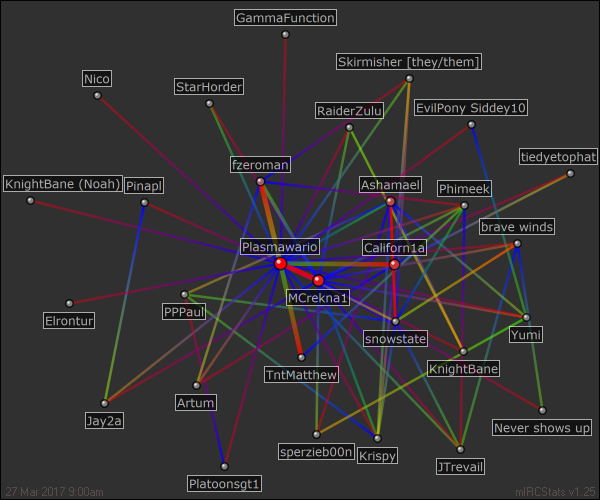 GammaFunction
Skirmisher [they/them]
Nico
StarHorder
RaiderZulu
EvilPony Siddey10
fzeroman
tiedyetophat
KnightBane (Noah)
Pinapl
Ashamael
Phimeek
brave winds
Plasmawario
Californ1a
MCrekna1
Elrontur
PPPaul
snowstate
Yumi
TntMatthew
KnightBane
Jay2a
Artum
Never shows up
sperzieb00n
Krispy
JTrevail
Platoonsgt1
27 Mar 2017 9:00am
mIRCStats v1.25